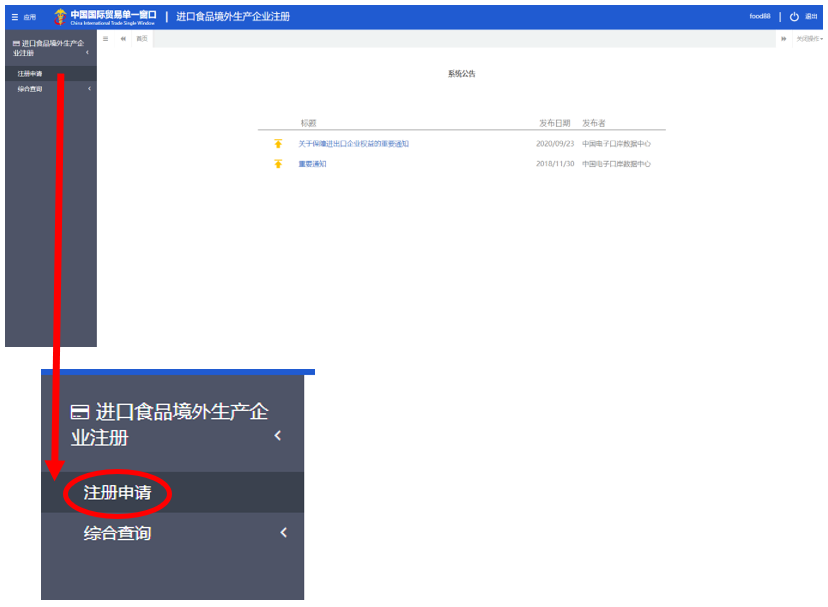 应用
中国国际贸易单一窗口
China International Trade Single Window
进口食品境外生产企业注册
food88
退出
进口食品境外生产企
业注册
首页
关闭操作
注册申请
综合查询
系统公告
标题 发布日期 发布者
关于保障进出口企业权益的重要通知 2020/09/23 中国电子口岸数据中心
重要通知 2018/11/30 中国电子口岸数据中心
进口食品境外生产企
业注册
注册申请
综合查询